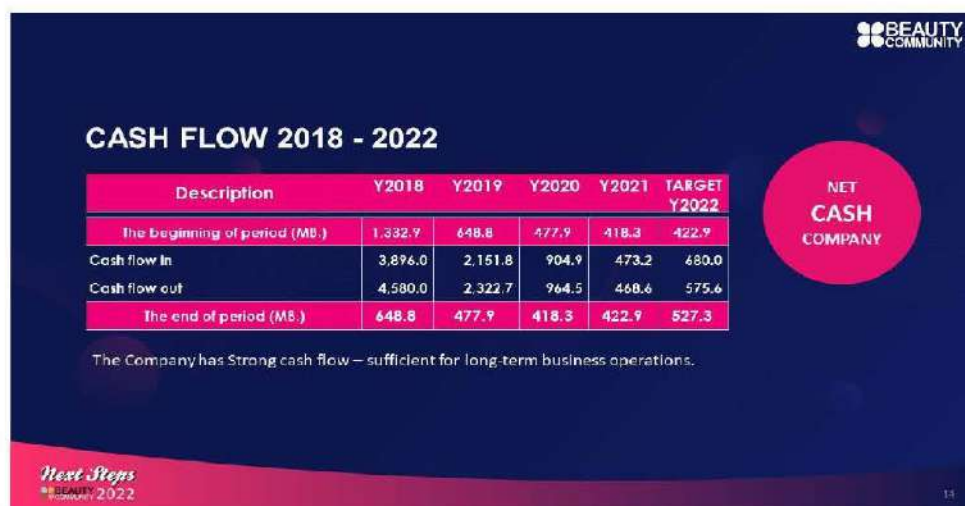 BEAUTY
COMMUNITY
CASH FLOW 2018 - 2022
Description Y2018 Y2019 Y2020 Y2021 TARGET Y2022
The beginning of period (MB.) 1,332.9 648.8 477.9 418.3 422.9
Cash flow in 3,896.0 2,151.8 904.9 473.2 680.0
Cash flow out 4,580.0 2,322.7 964.5 468.6 575.6
The end of period (MB.) 648.8 477.9 418.3 422.9 527.3
NET
CASH
COMPANY
The Company has Strong cash flow – sufficient for long-term business operations.
Next Steps
BEAUTY COMMUNITY 2022
14